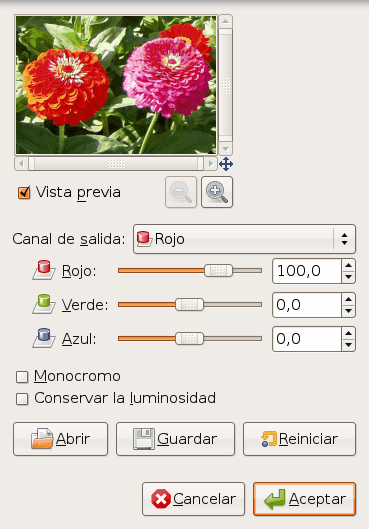 Vista previa
Canal de salida: Rojo
Rojo: 100,0
Verde: 0,0
Azul: 0,0
Monocromo
Conservar la luminosidad
Abrir Guardar Reiniciar
Cancelar Aceptar